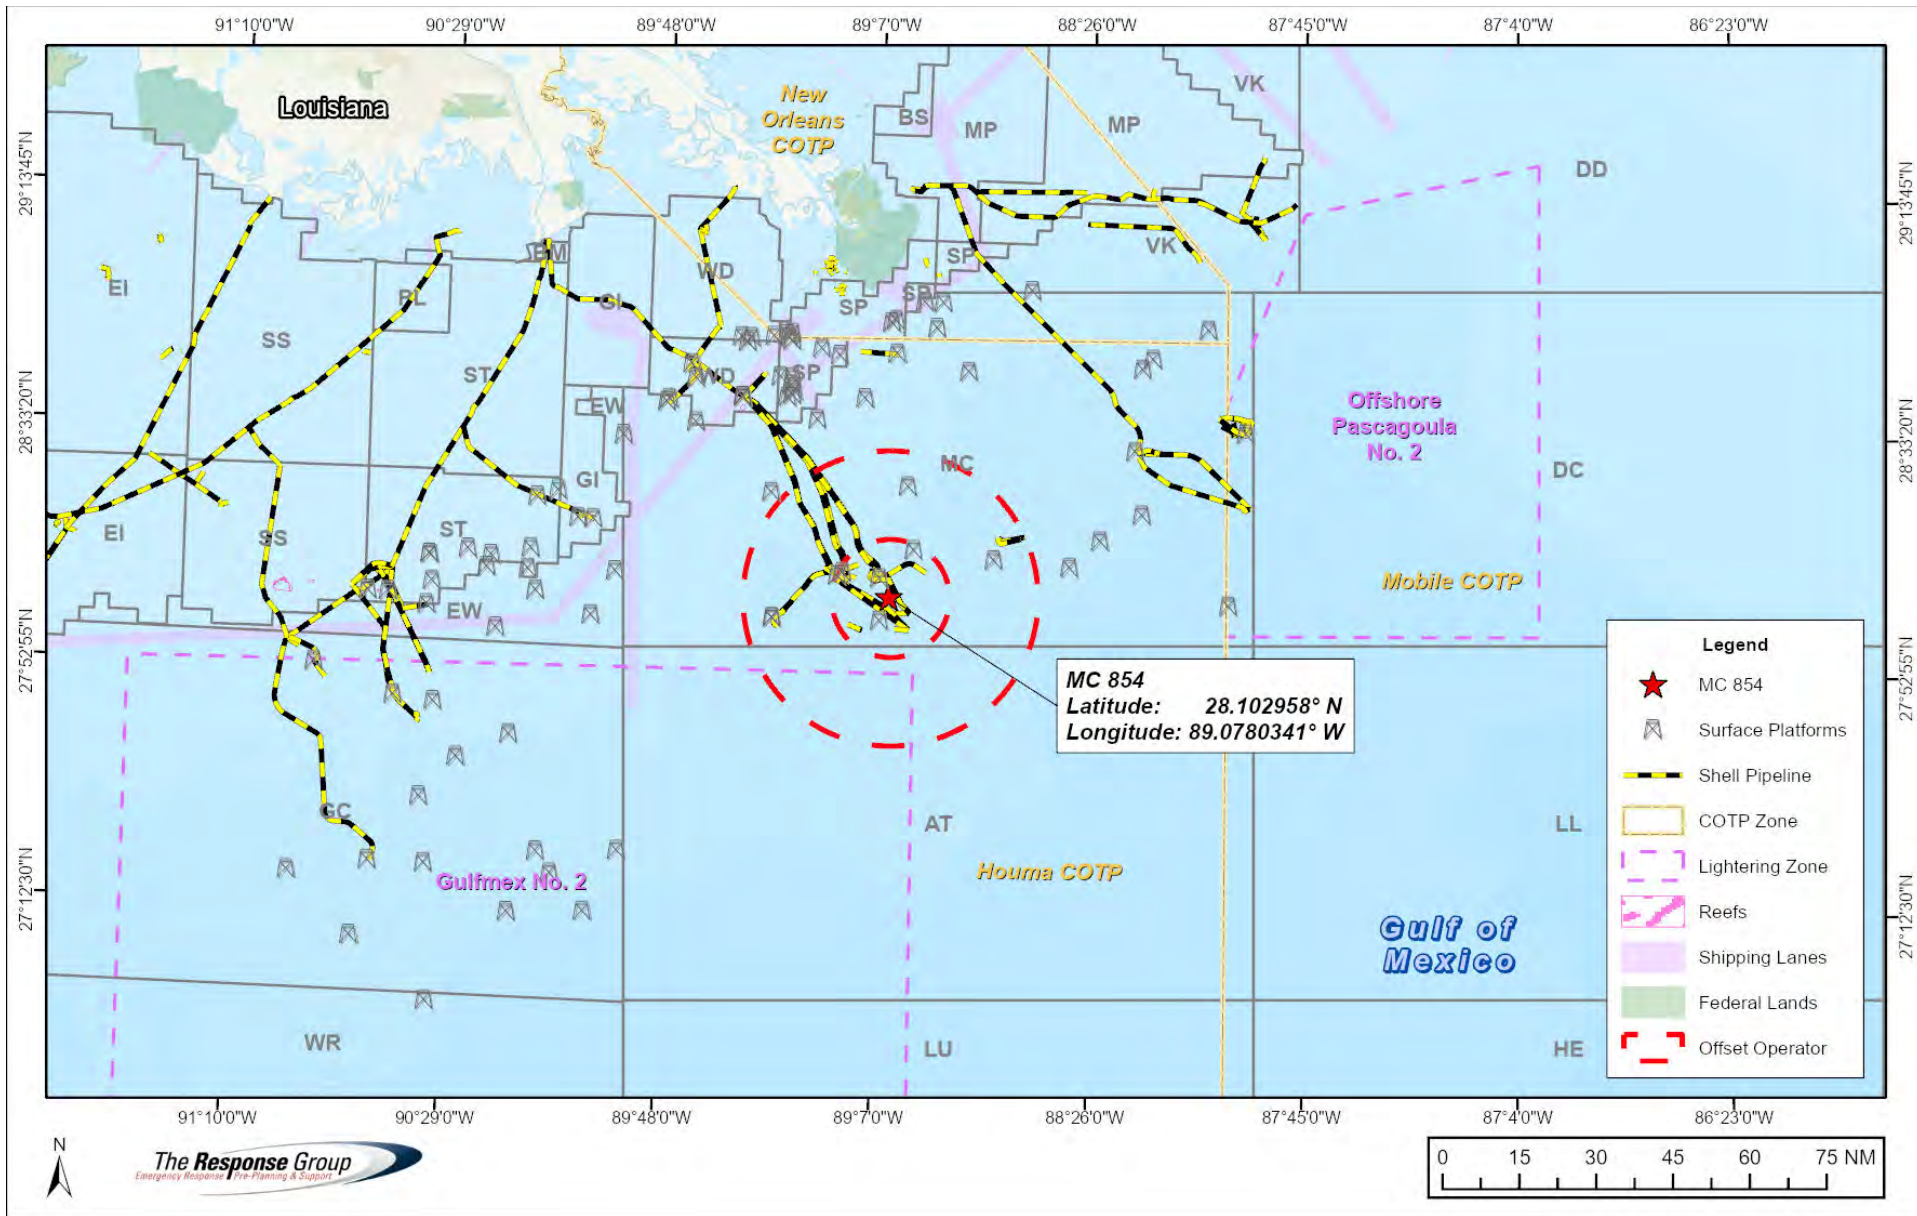 91°10'0"W 90°29'0"W 89°48'0"W 89°7'0"W 88°26'0"W 87°45'0"W 87°4'0"W 86°23'0"W
29°13'45"N
28°33'20"N
27°52'55"N
27°12'30"N
Louisiana
New
Orleans
COTP
BS
MP
MP
VK
DD
EI
BM
WD
SP
VK
PL
GI
SP
SP
SS
ST
WD
SP
EW
Offshore
Pascagoula
No. 2
MC
DC
GI
EI
SS
ST
EW
Mobile COTP
MC 854
Latitude: 28.102958° N
Longitude: 89.0780341° W
GC
AT
LL
Gulfmex No. 2
Houma COTP
Gulf of
Mexico
WR
LU
HE
Legend
MC 854
Surface Platforms
Shell Pipeline
COTP Zone
Lightering Zone
Reefs
Shipping Lanes
Federal Lands
Offset Operator
29°13'45"N
28°33'20"N
27°52'55"N
27°12'30"N
91°10'0"W 90°29'0"W 89°48'0"W 89°7'0"W 88°26'0"W 87°45'0"W 87°4'0"W 86°23'0"W
N
The Response Group
Emergency Response Pre-Planning & Support
0 15 30 45 60 75 NM